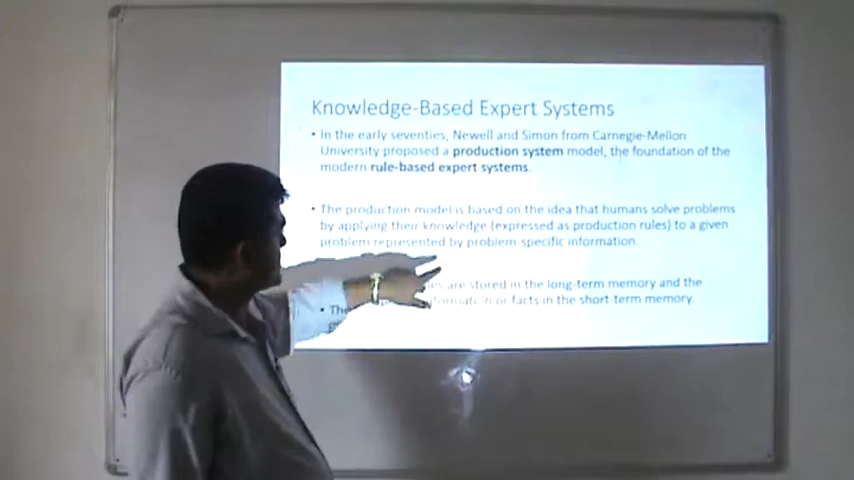 Knowledge-Based Expert Systems
• In the early seventies, Newell and Simon from Carnegie-Mellon
University proposed a production system model, the foundation of the
modern rule-based expert systems.
• The production model is based on the idea that humans solve problems
by applying their knowledge (expressed as production rules) to a given
problem represented by problem-specific information.
are stored in the long-term memory and the
or facts in the short-term memory.